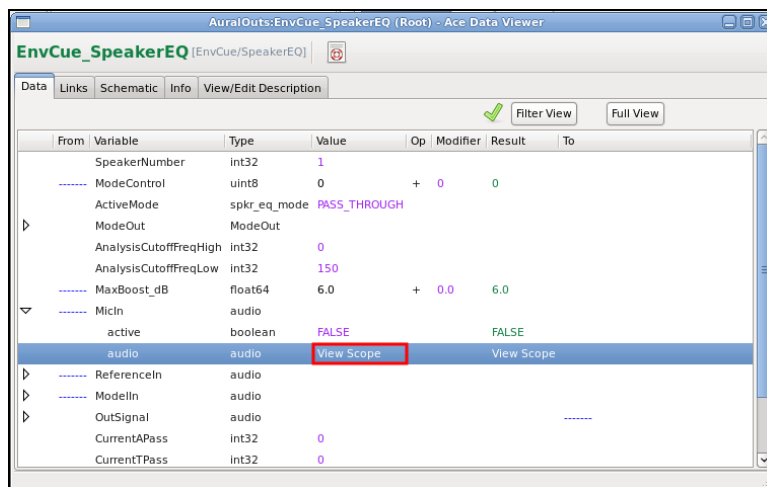 AuralOuts:EnvCue_SpeakerEQ (Root) - Ace Data Viewer
EnvCue_SpeakerEQ [EnvCue/SpeakerEQ]
Data Links Schematic Info View/Edit Description
Filter View Full View
From Variable Type Value Op Modifier Result To
SpeakerNumber int32 1
------- ModeControl uint8 0 + 0 0
ActiveMode spkr_eq_mode PASS_THROUGH
ModeOut ModeOut
AnalysisCutoffFreqHigh int32 0
AnalysisCutoffFreqLow int32 150
------- MaxBoost_dB float64 6.0 + 0.0 6.0
------- MicIn audio
active boolean FALSE FALSE
audio audio View Scope View Scope
------- ReferenceIn audio
------- ModelIn audio
OutSignal audio -------
CurrentAPass int32 0
CurrentTPass int32 0